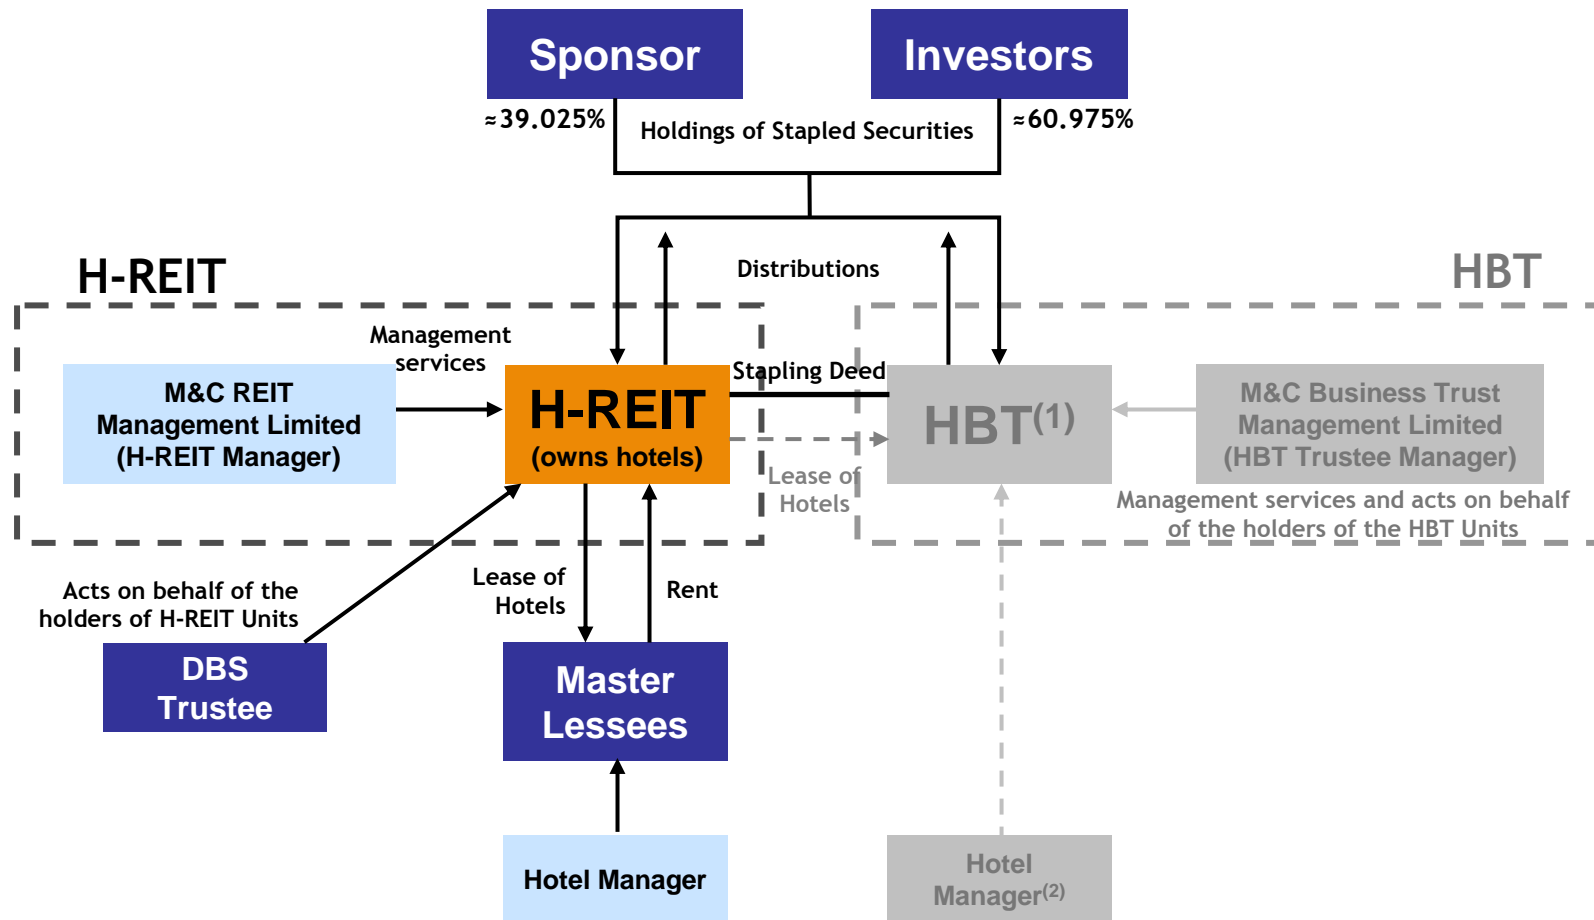 Sponsor
Investors
≈39.025%
Holdings of Stapled Securities
≈60.975%
H-REIT
Distributions
HBT
Management
services
M&C REIT
Management Limited
(H-REIT Manager)
H-REIT
(owns hotels)
Stapling Deed
HBT(1)
M&C Business Trust
Management Limited
(HBT Trustee Manager)
Lease of
Hotels
Management services and acts on behalf
of the holders of the HBT Units
Acts on behalf of the
holders of H-REIT Units
Lease of
Hotels
Rent
DBS
Trustee
Master
Lessees
Hotel Manager
Hotel
Manager(2)